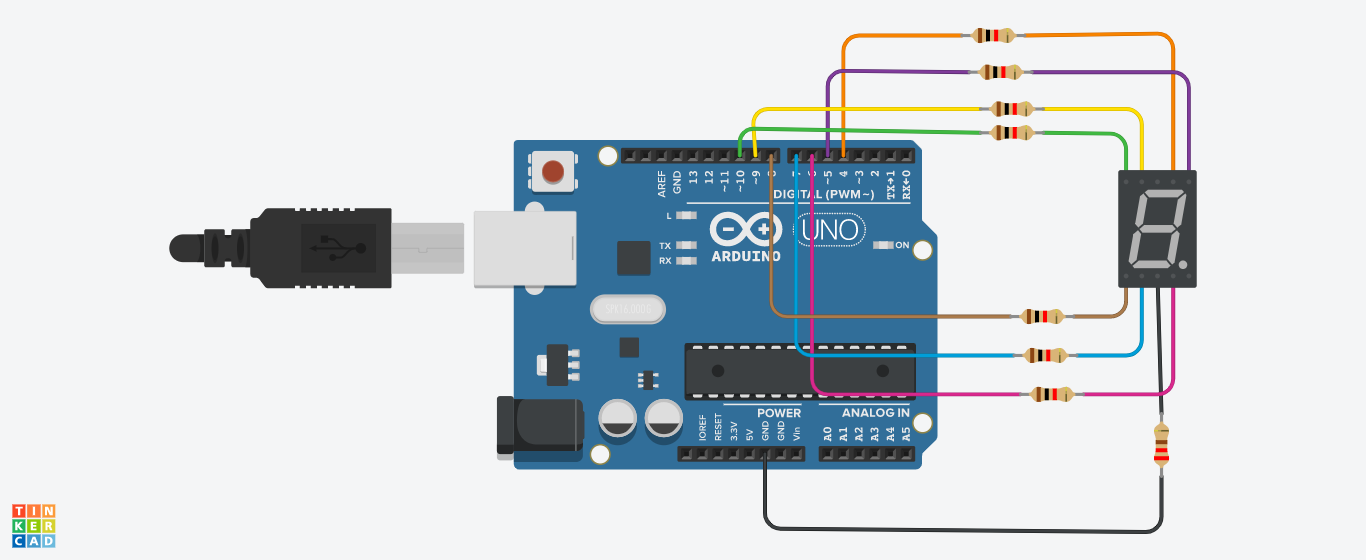 AREF
GND
13
12
~11
~10
~9
8
7
6
~5
4
~3
2
TX→1
RX←0
DIGITAL (PWM~)
L
TX
RX
ARDUINO
UNO
ON
SPK16.000G
IOREF
RESET
3.3V
5V
GND
GND
Vin
POWER
A0
A1
A2
A3
A4
A5
ANALOG IN
TIN
KER
CAD